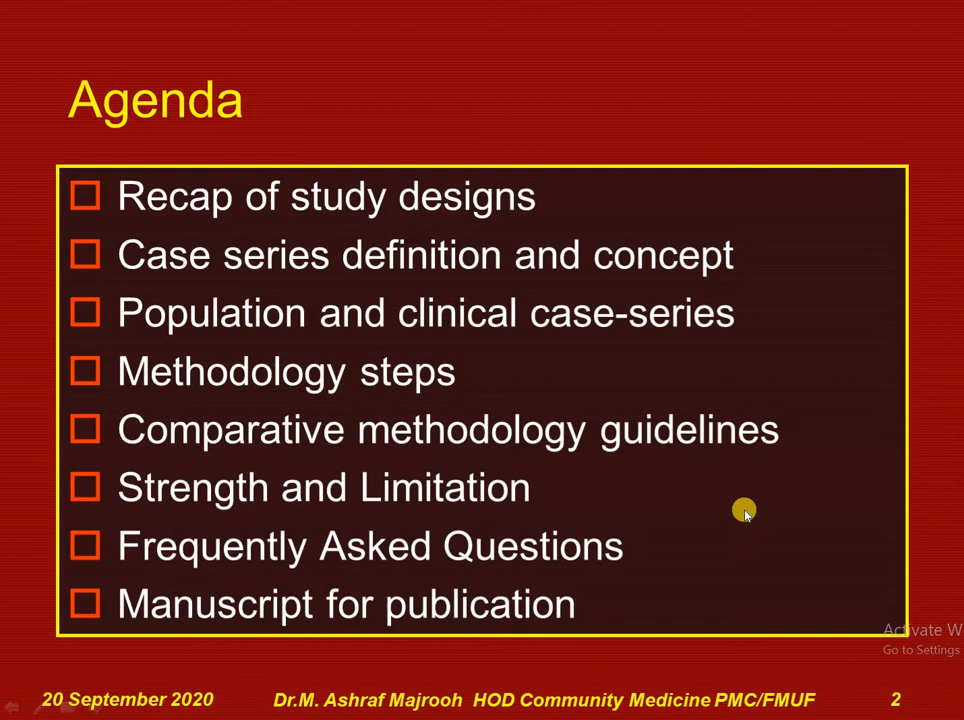 Agenda
Recap of study designs
Case series definition and concept
Population and clinical case-series
Methodology steps
Comparative methodology guidelines
Strength and Limitation
Frequently Asked Questions
Manuscript for publication
Activate W
Go to Settings
20 September 2020 Dr.M. Ashraf Majrooh HOD Community Medicine PMC/FMUF 2